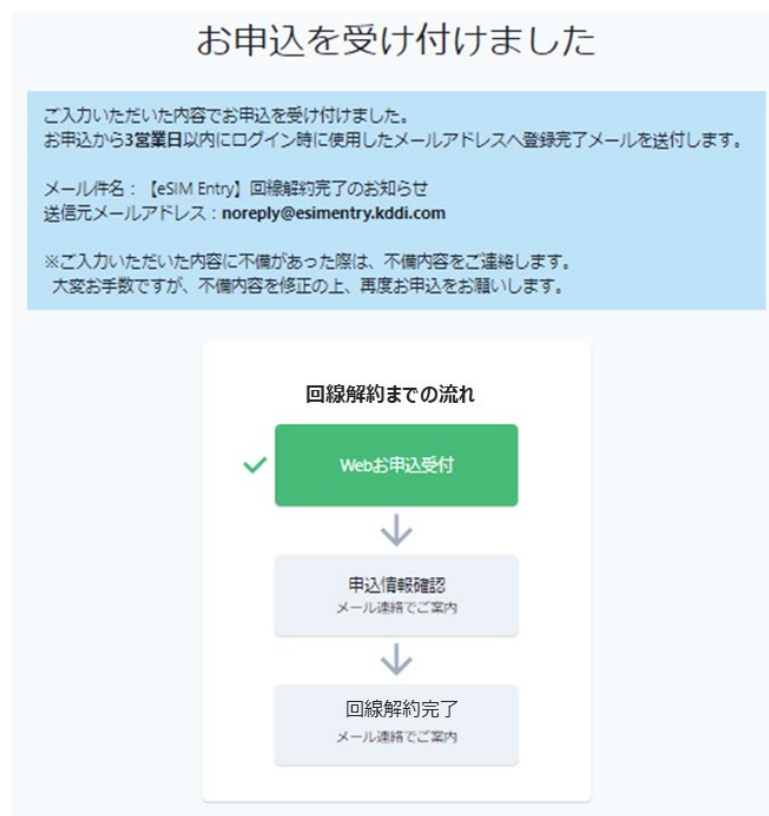 お申込を受け付けました
ご入力いただいた内容でお申込を受け付けました。
お申込から3営業日以内にログイン時に使用したメールアドレスへ登録完了メールを送付します。
メール件名：【eSIM Entry】回線解約完了のお知らせ
送信元メールアドレス：noreply@esimentry.kddi.com
※ご入力いただいた内容に不備があった際は、不備内容をご連絡します。
大変お手数ですが、不備内容を修正の上、再度お申込をお願いします。
回線解約までの流れ
Webお申込受付
申込情報確認
メール連絡でご案内
回線解約完了
メール連絡でご案内